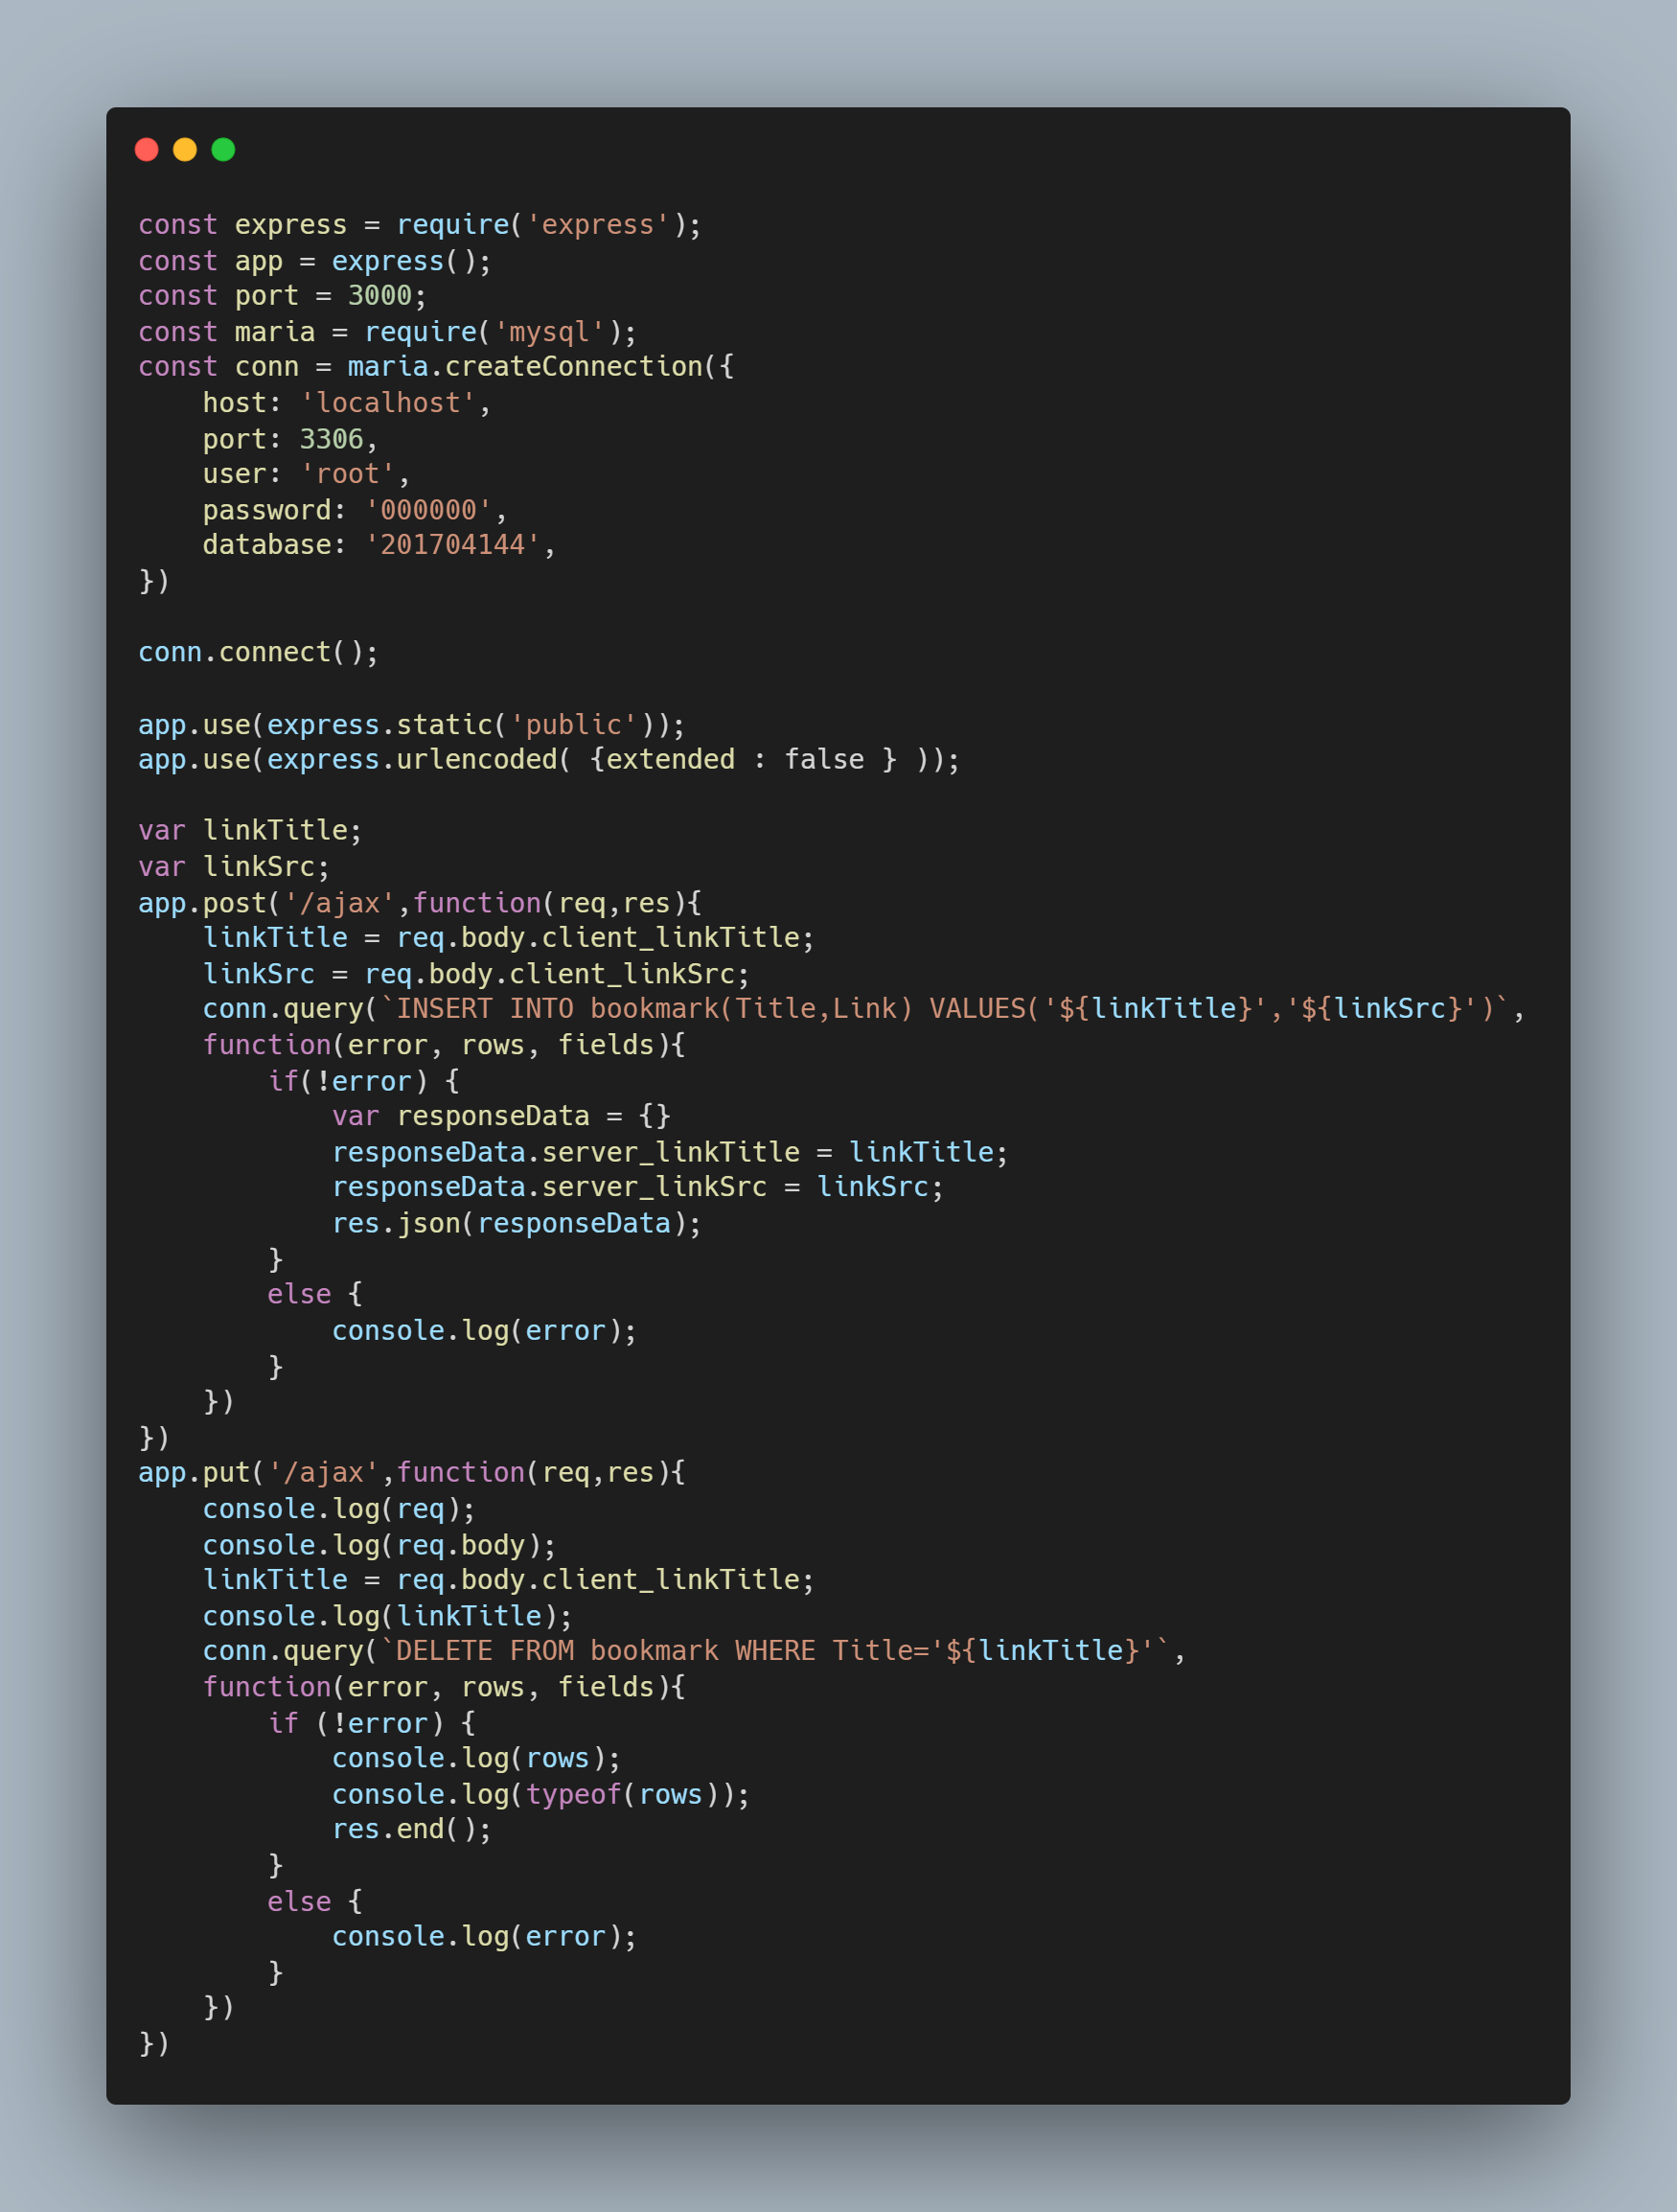 const express = require('express');
const app = express();
const port = 3000;
const maria = require('mysql');
const conn = maria.createConnection({
    host: 'localhost',
    port: 3306,
    user: 'root',
    password: '000000',
    database: '201704144',
})

conn.connect();

app.use(express.static('public'));
app.use(express.urlencoded( {extended : false } ));

var linkTitle;
var linkSrc;
app.post('/ajax',function(req,res){
    linkTitle = req.body.client_linkTitle;
    linkSrc = req.body.client_linkSrc;
    conn.query(`INSERT INTO bookmark(Title,Link) VALUES('${linkTitle}','${linkSrc}')`,
    function(error, rows, fields){
        if(!error) {
            var responseData = {}
            responseData.server_linkTitle = linkTitle;
            responseData.server_linkSrc = linkSrc;
            res.json(responseData);
        }
        else {
            console.log(error);
        }
    })
})
app.put('/ajax',function(req,res){
    console.log(req);
    console.log(req.body);
    linkTitle = req.body.client_linkTitle;
    console.log(linkTitle);
    conn.query(`DELETE FROM bookmark WHERE Title='${linkTitle}'`,
    function(error, rows, fields){
        if (!error) {
            console.log(rows);
            console.log(typeof(rows));
            res.end();
        }
        else {
            console.log(error);
        }
    })
})